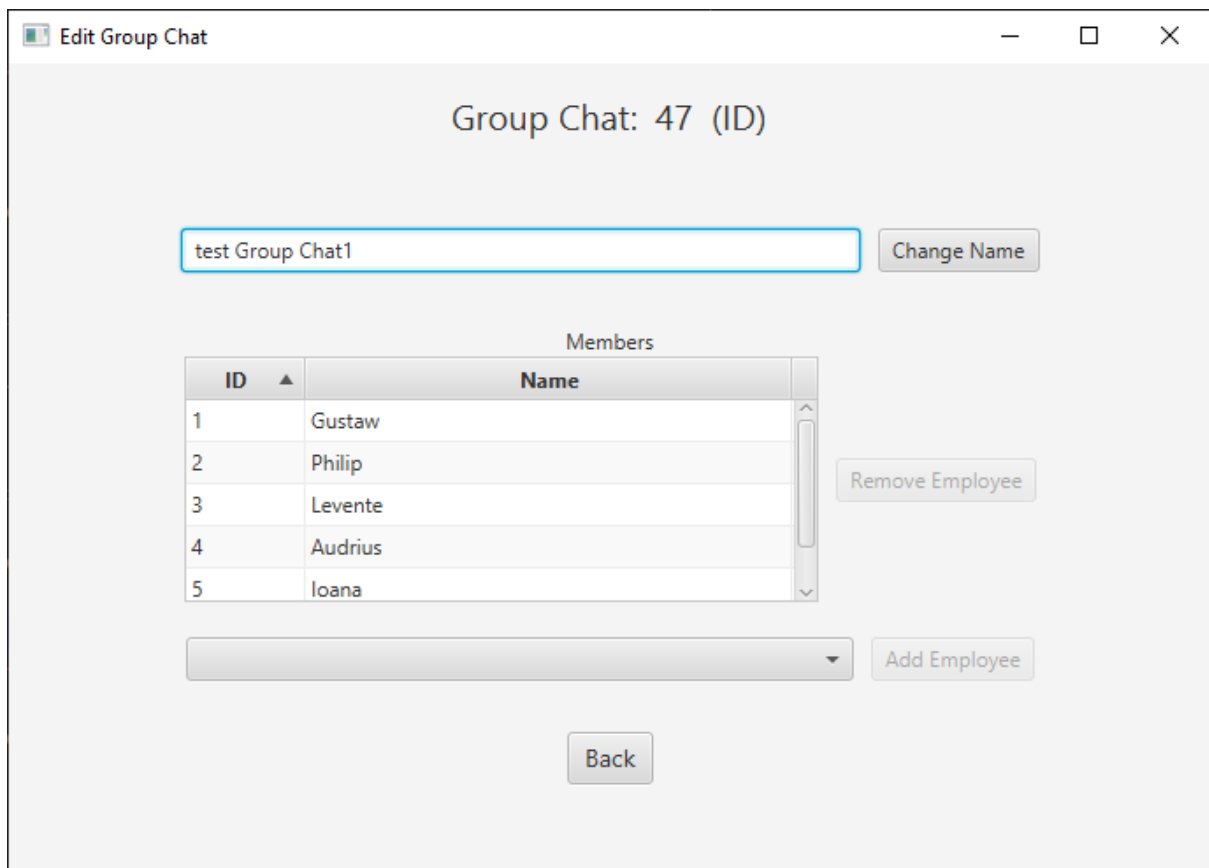 Edit Group Chat
Group Chat: 47 (ID)
test Group Chat1 Change Name
Members
ID Name
1 Gustaw
2 Philip
3 Levente
Remove Employee
4 Audrius
5 Ioana
Add Employee
Back